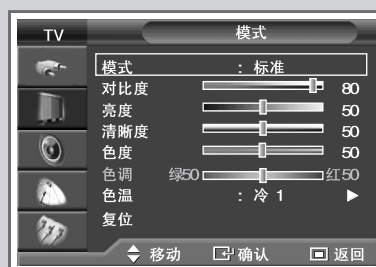 TV 模式
模式 : 标准
对比度 80
亮度 50
清晰度 50
色度 50
色调 绿50 红50
色温 : 冷 1
复位
移动 确认 返回